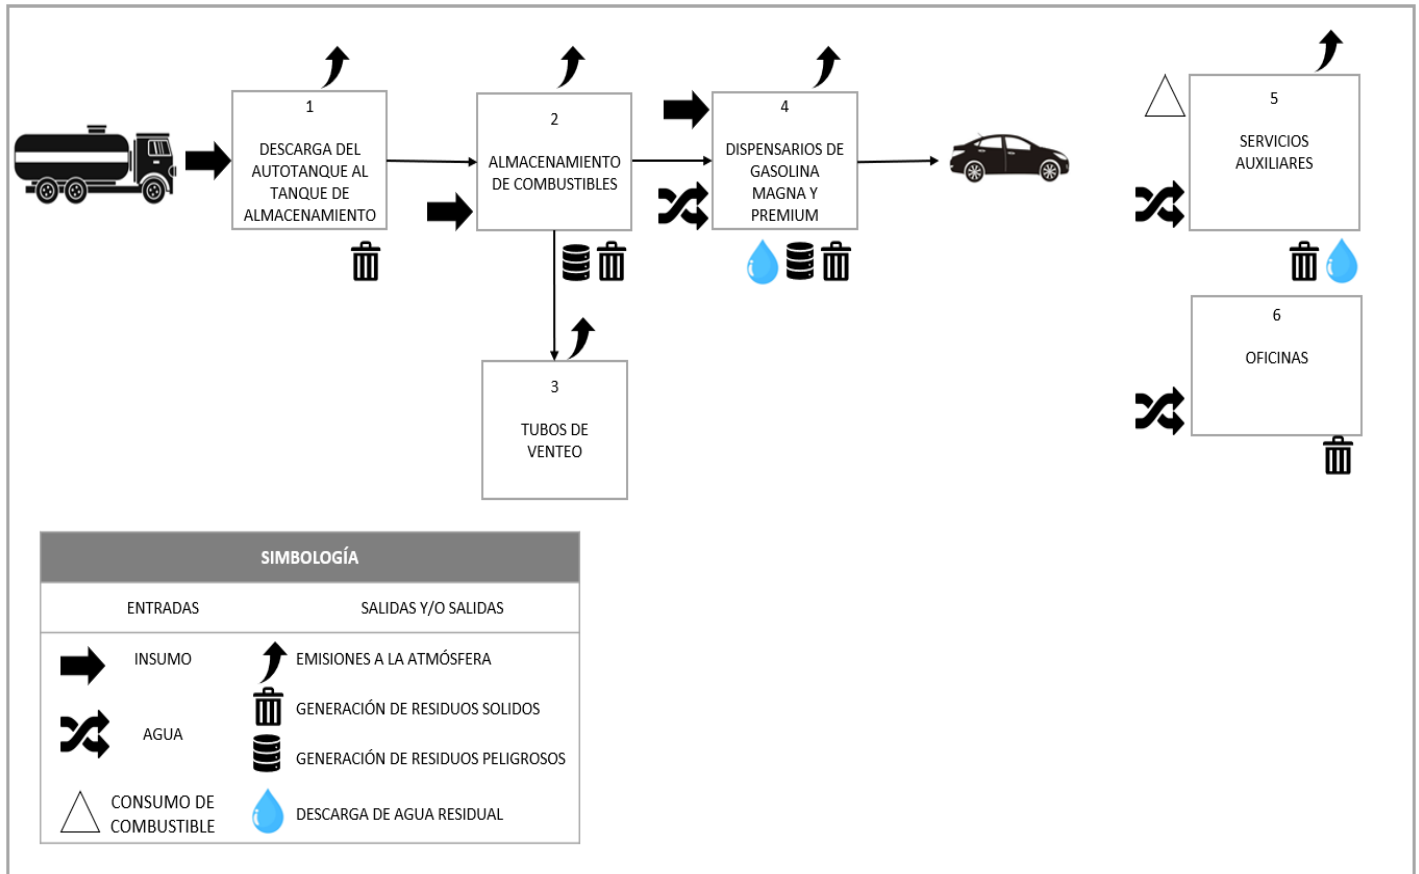 1
DESCARGA DEL
AUTOTANQUE AL
TANQUE DE
ALMACENAMIENTO
2
ALMACENAMIENTO
DE COMBUSTIBLES
4
DISPENSARIOS DE
GASOLINA
MAGNA Y
PREMIUM
5
SERVICIOS
AUXILIARES
6
OFICINAS
3
TUBOS DE
VENTEO
SIMBOLOGÍA
ENTRADAS
SALIDAS Y/O SALIDAS
INSUMO
EMISIONES A LA ATMÓSFERA
GENERACIÓN DE RESIDUOS SOLIDOS
AGUA
GENERACIÓN DE RESIDUOS PELIGROSOS
CONSUMO DE
COMBUSTIBLE
DESCARGA DE AGUA RESIDUAL